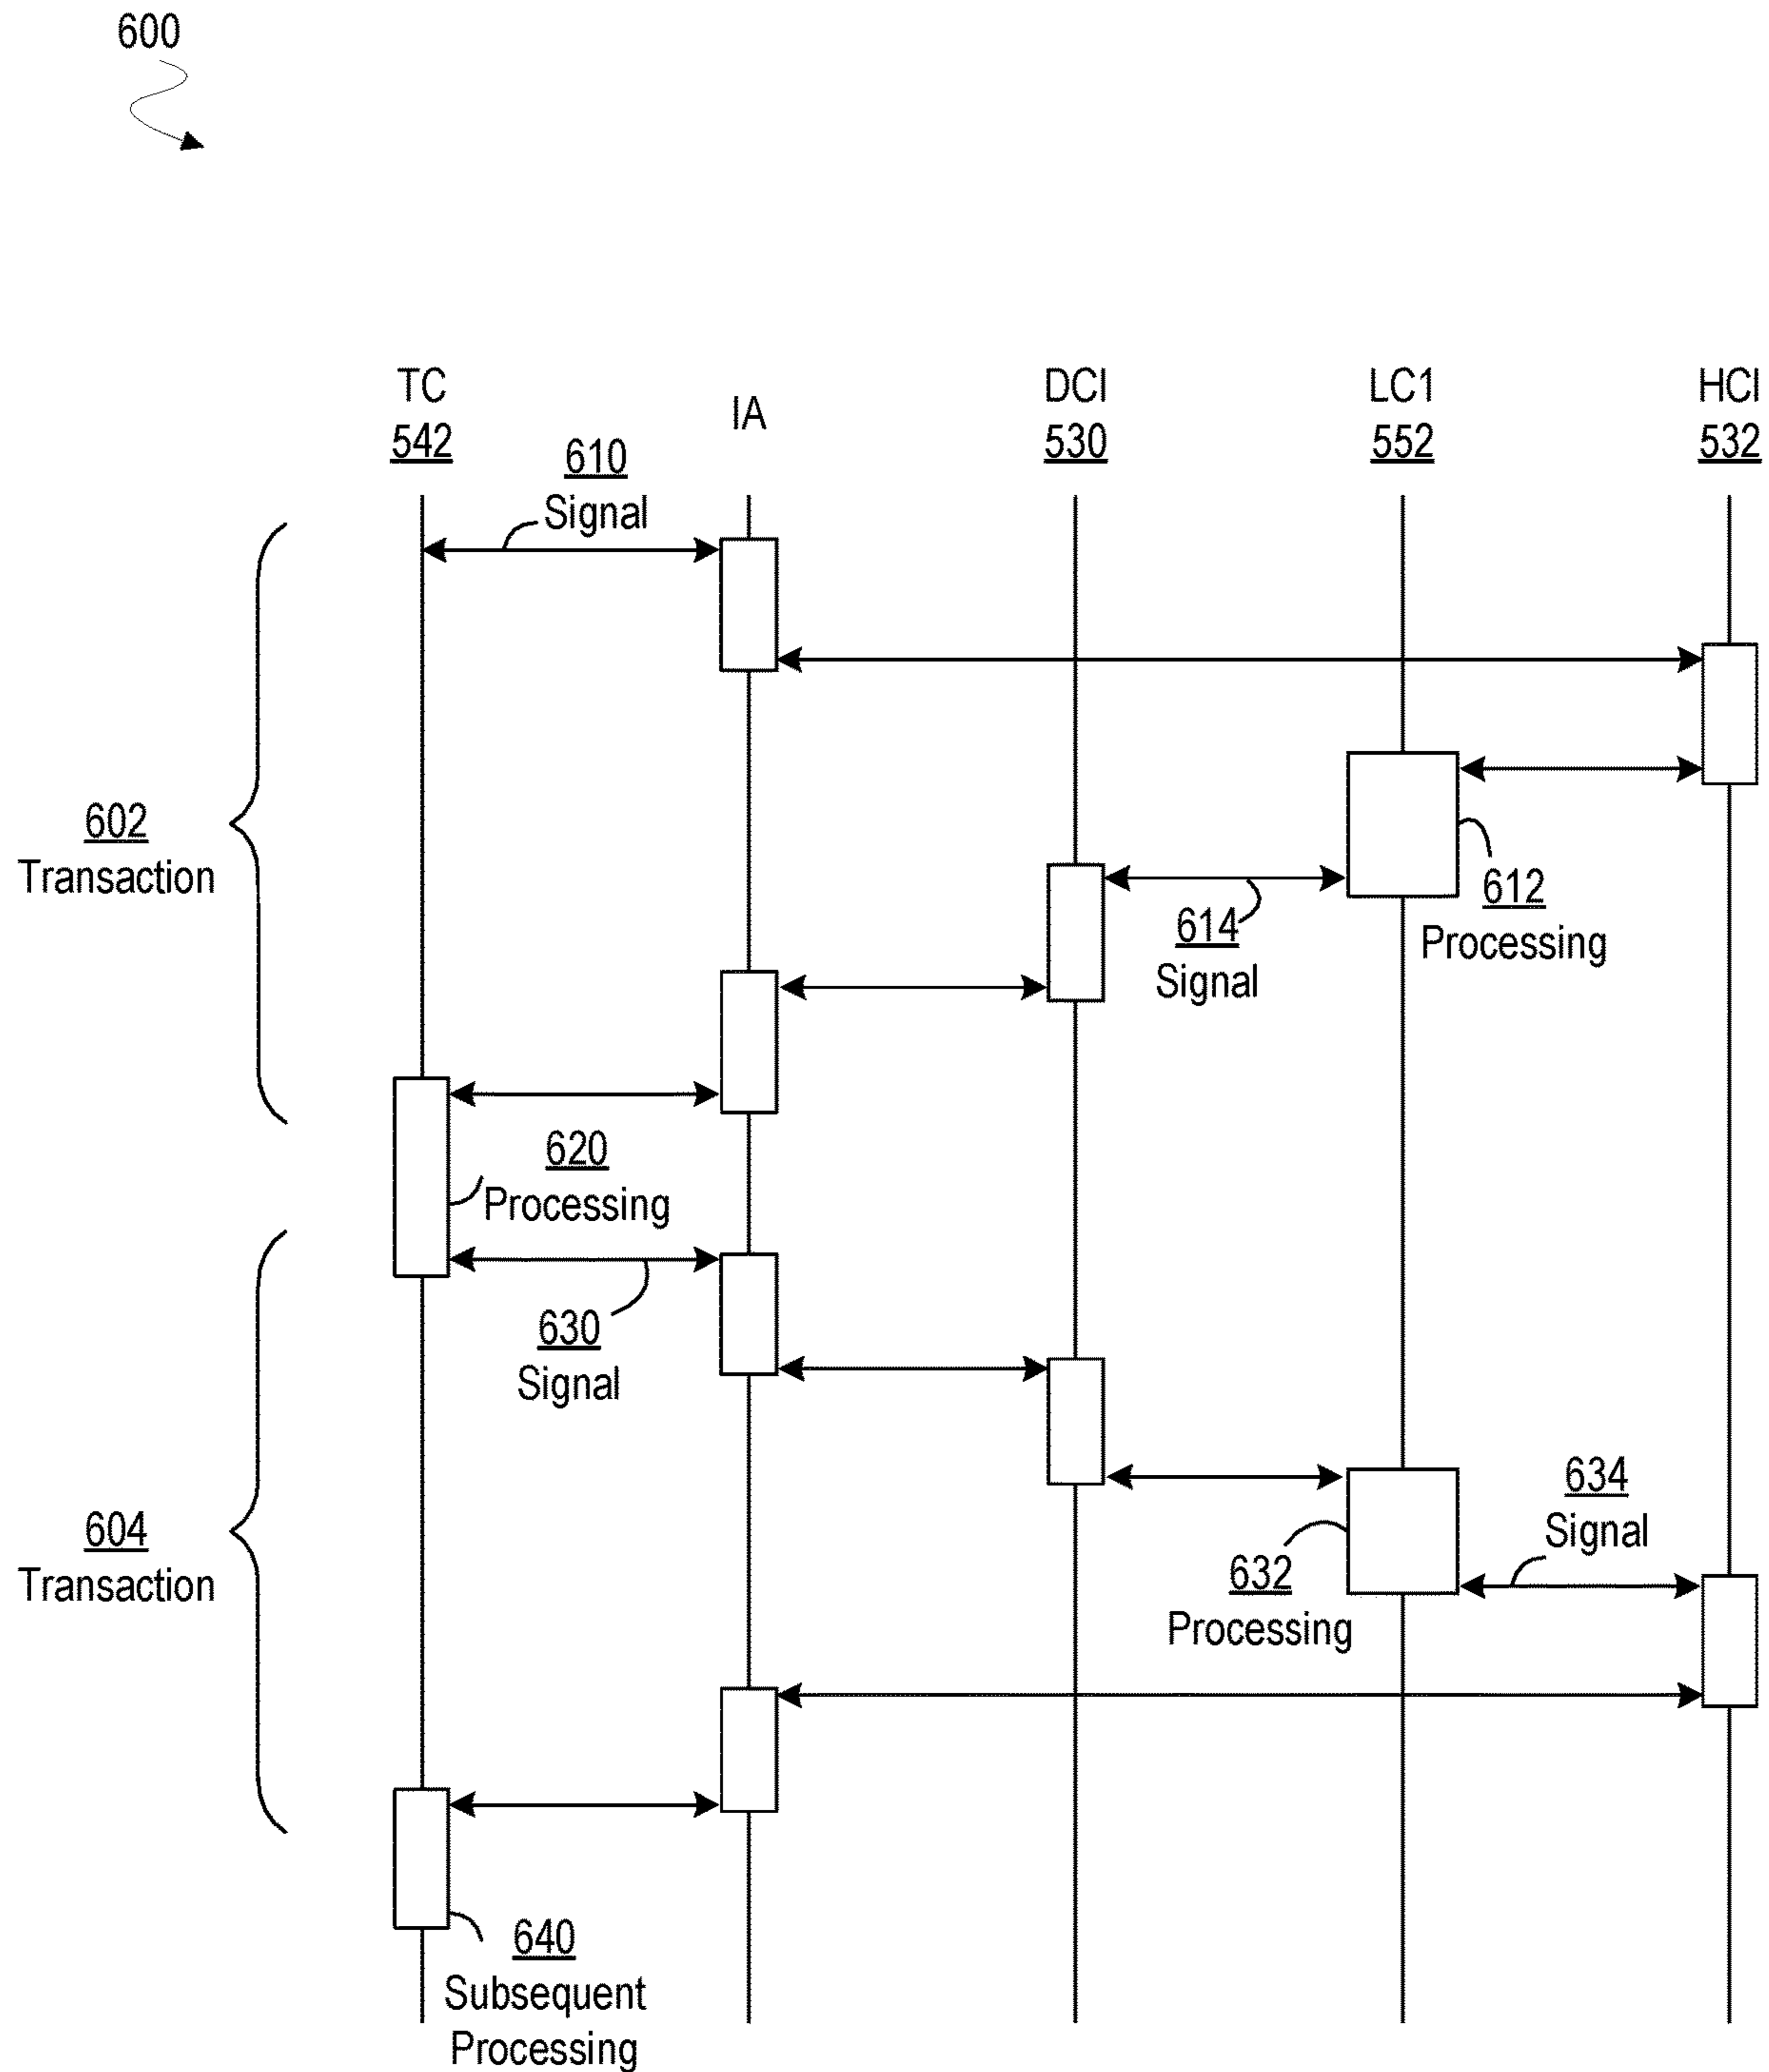 600
TC
542
IA
DCI
530
LC1
552
HCI
532
610
Signal
602
Transaction
612
Processing
614
Signal
620
Processing
630
Signal
604
Transaction
634
Signal
632
Processing
640
Subsequent
Processing